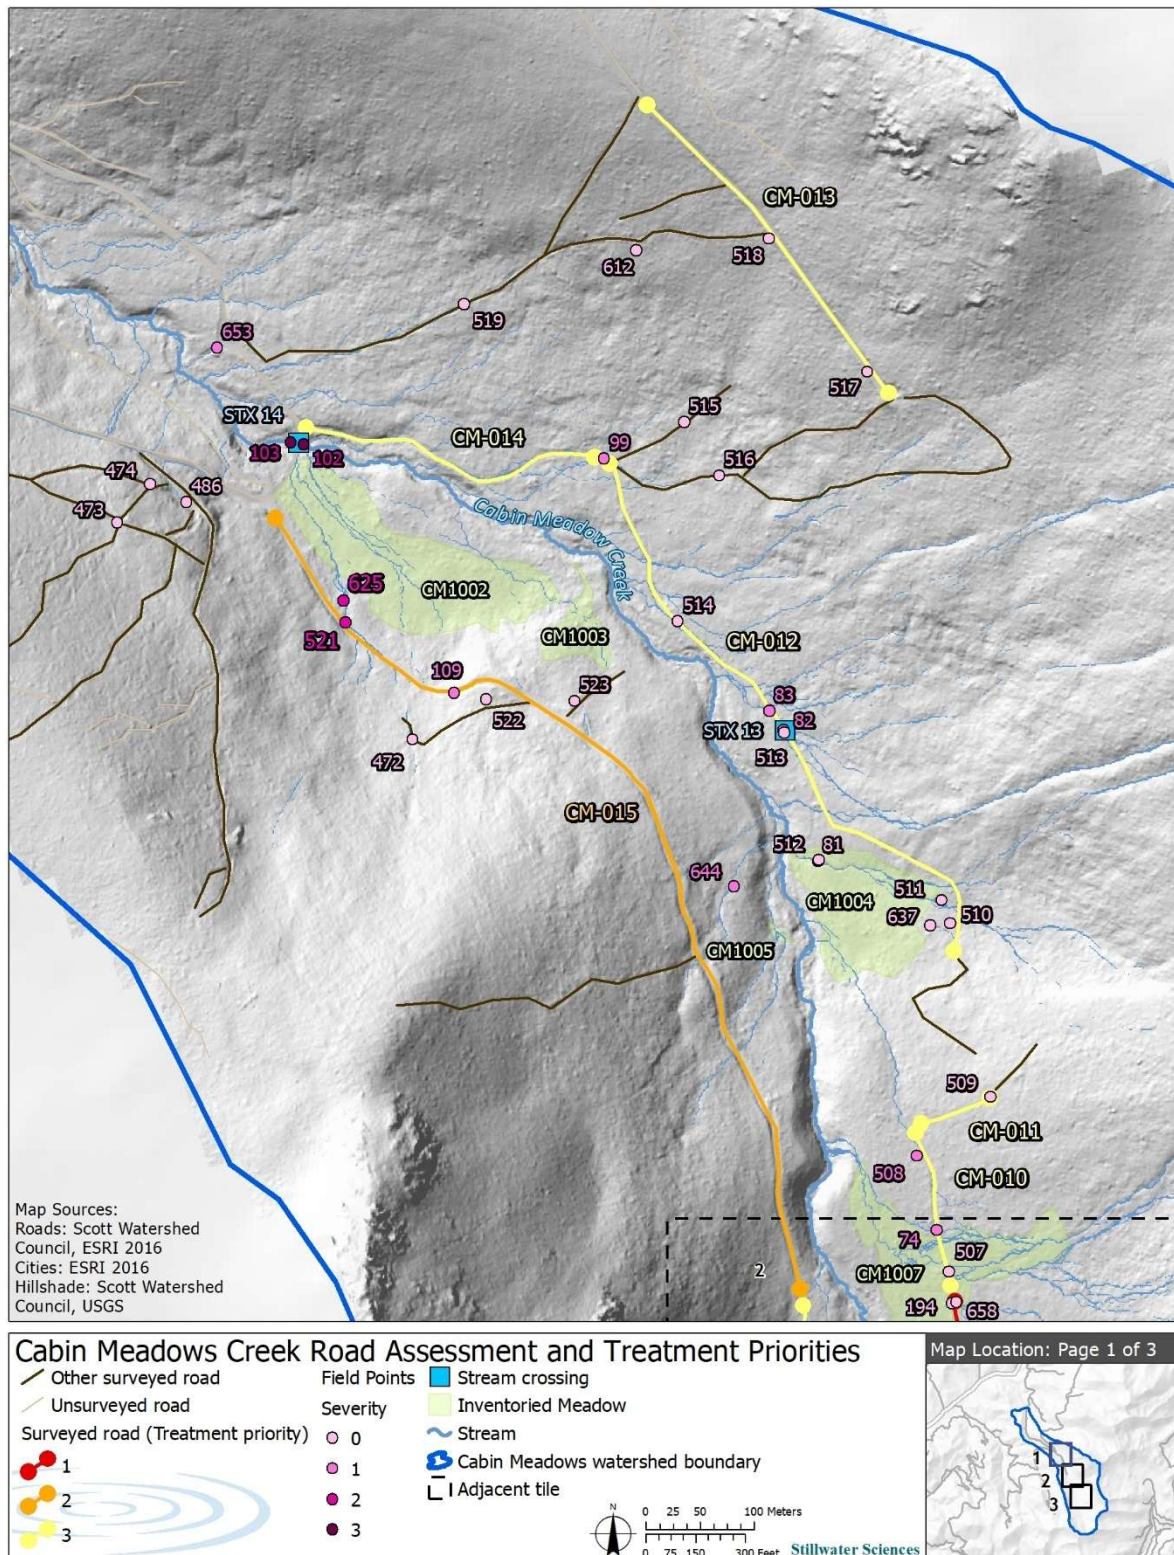 CM-013
518
612
519
653
517
STX 14
515
CM-014
99
103
102
516
474
486
473
Cabin Meadow Creek
625
CM1002
514
521
CM1003
CM-012
109
523
83
522
STX 13
82
472
513
CM-015
512
81
644
511
CM1004
637
510
CM1005
509
CM-011
508
CM-010
74
507
2
CM1007
194
658
Map Sources:
Roads: Scott Watershed
Council, ESRI 2016
Cities: ESRI 2016
Hillshade: Scott Watershed
Council, USGS
Cabin Meadows Creek Road Assessment and Treatment Priorities
Other surveyed road
Unsurveyed road
Surveyed road (Treatment priority)
1
2
3
Field Points
Severity
0
1
2
3
Stream crossing
Inventoried Meadow
Stream
Cabin Meadows watershed boundary
Adjacent tile
N
0 25 50 100 Meters
0 75 150 300 Feet
Stillwater Sciences
Map Location: Page 1 of 3
1
2
3